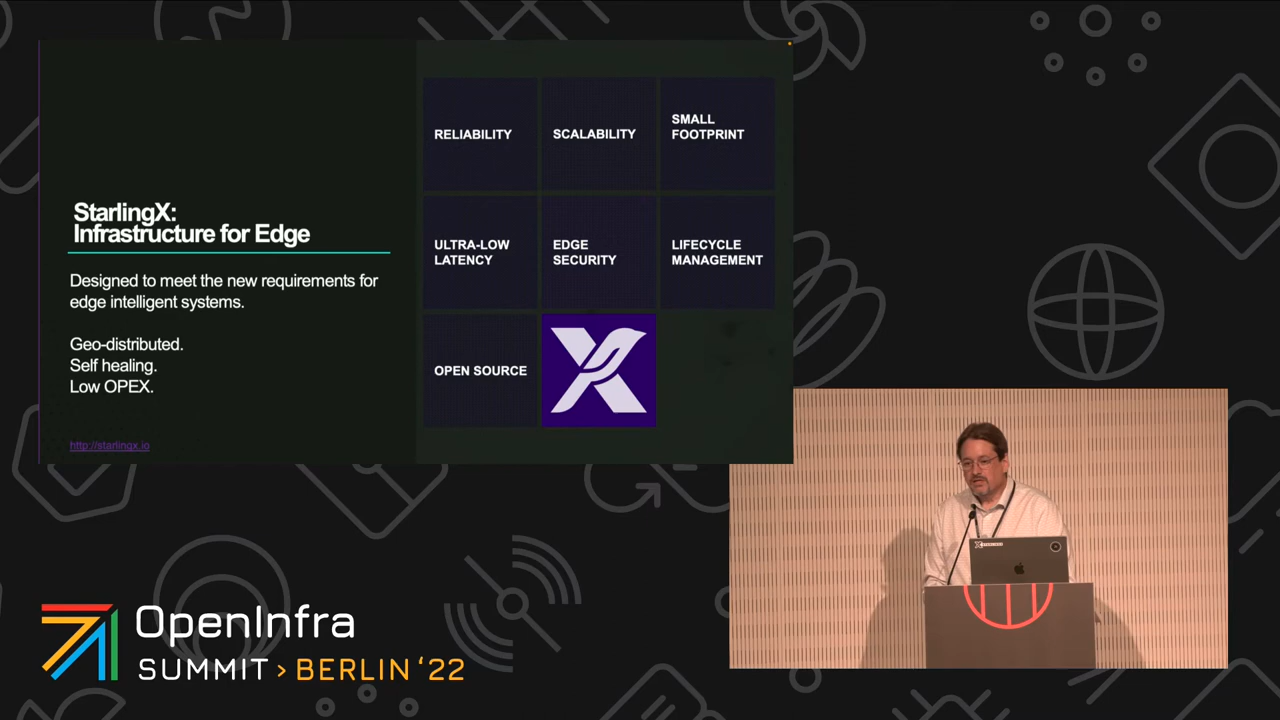 StarlingX:
Infrastructure for Edge
Designed to meet the new requirements for
edge intelligent systems.
Geo-distributed.
Self healing.
Low OPEX.
http://starlingx.io
RELIABILITY
SCALABILITY
SMALL
FOOTPRINT
ULTRA-LOW
LATENCY
EDGE
SECURITY
LIFECYCLE
MANAGEMENT
OPEN SOURCE
OpenInfra
SUMMIT > BERLIN ‘22